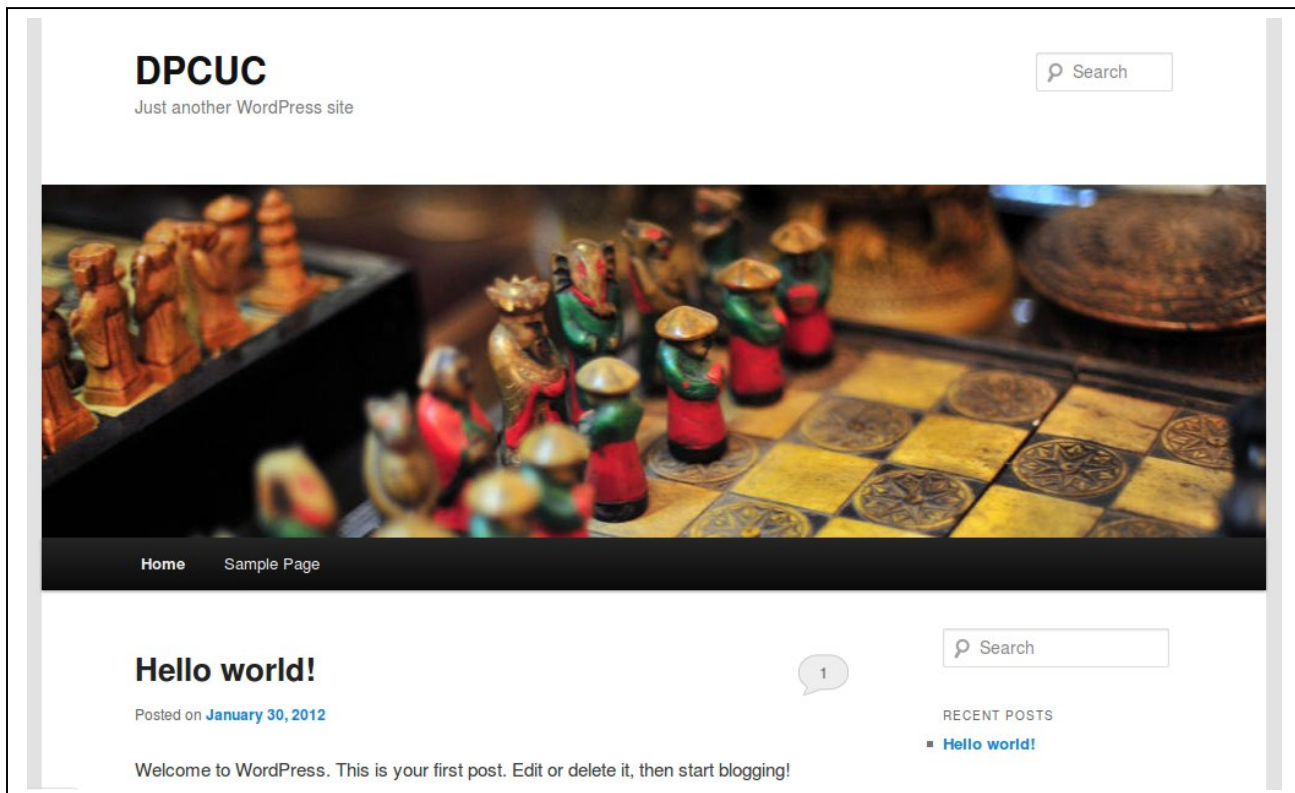 DPCUC
Search
Just another WordPress site
Home Sample Page
Hello world!
1
Posted on January 30, 2012
Welcome to WordPress. This is your first post. Edit or delete it, then start blogging!
Search
RECENT POSTS
Hello world!